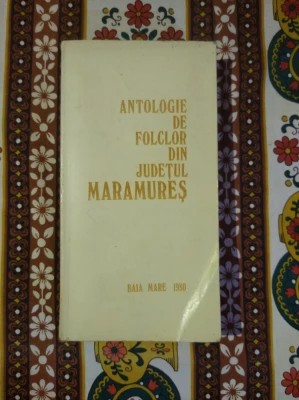 ANTOLOGIE
DE
FOLCLOR
DIN
JUDEȚUL
MARAMUREȘ
BAIA MARE 1980